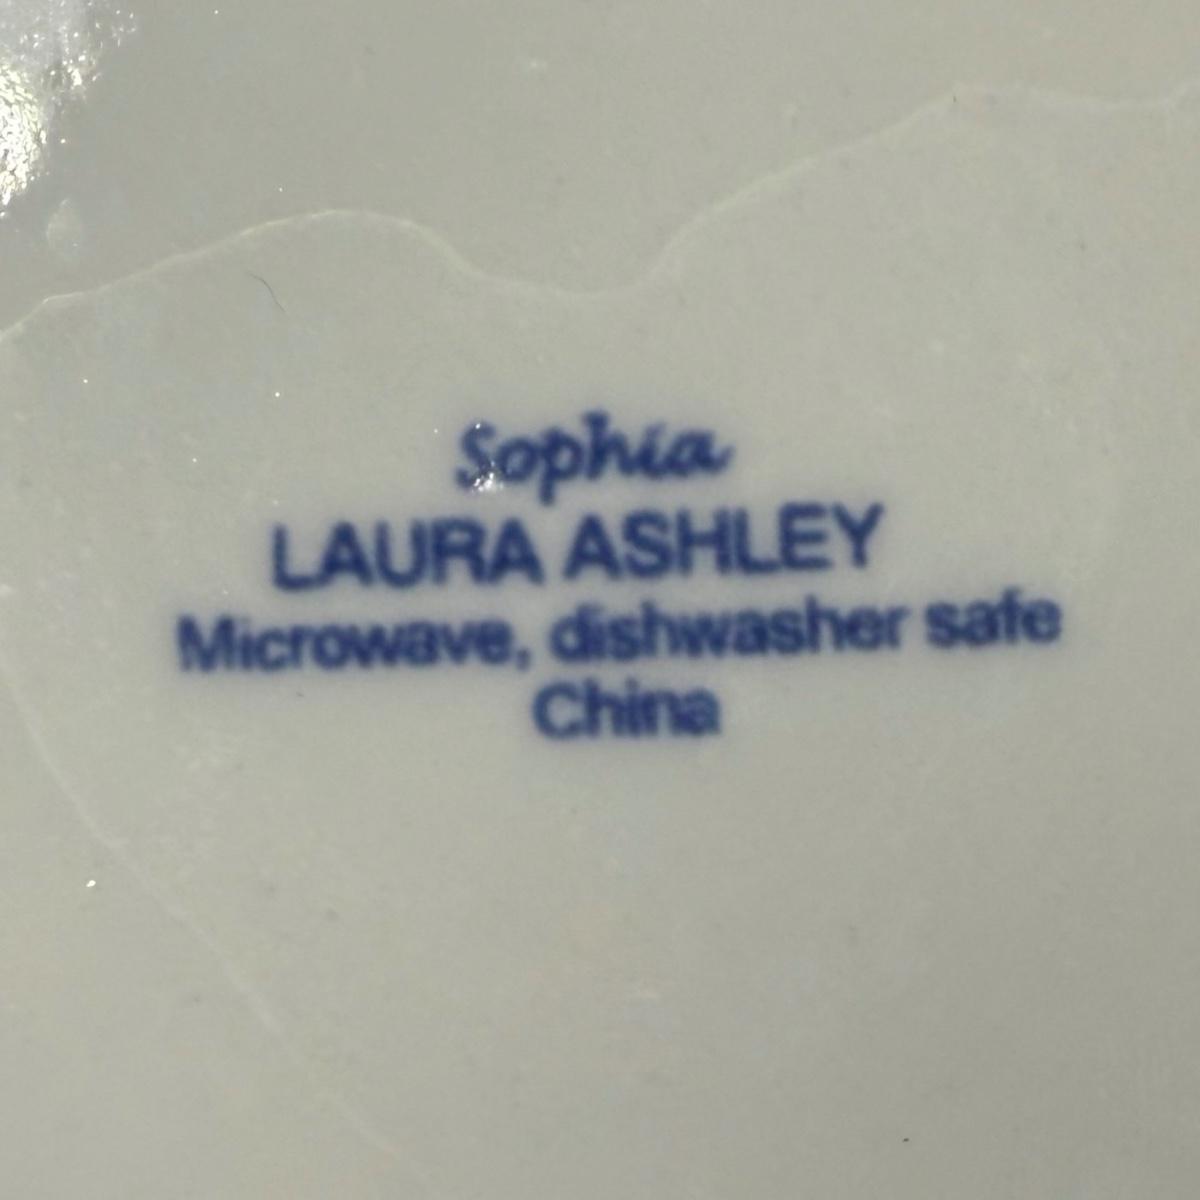 Sophia
LAURA ASHLEY
Microwave, dishwasher safe
China